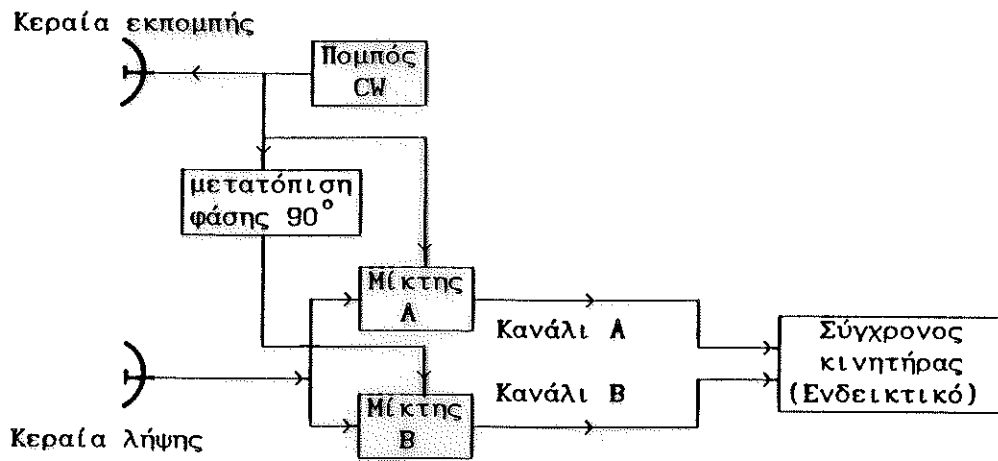 Κεραία εκπομπής
Πομπός
CW
μετατόπιση
φάσης 90°
Μίκτης
A
Κανάλι A
Σύγχρονος
κινητήρας
(Ενδεικτικό)
Κανάλι B
Μίκτης
B
Κεραία λήψης